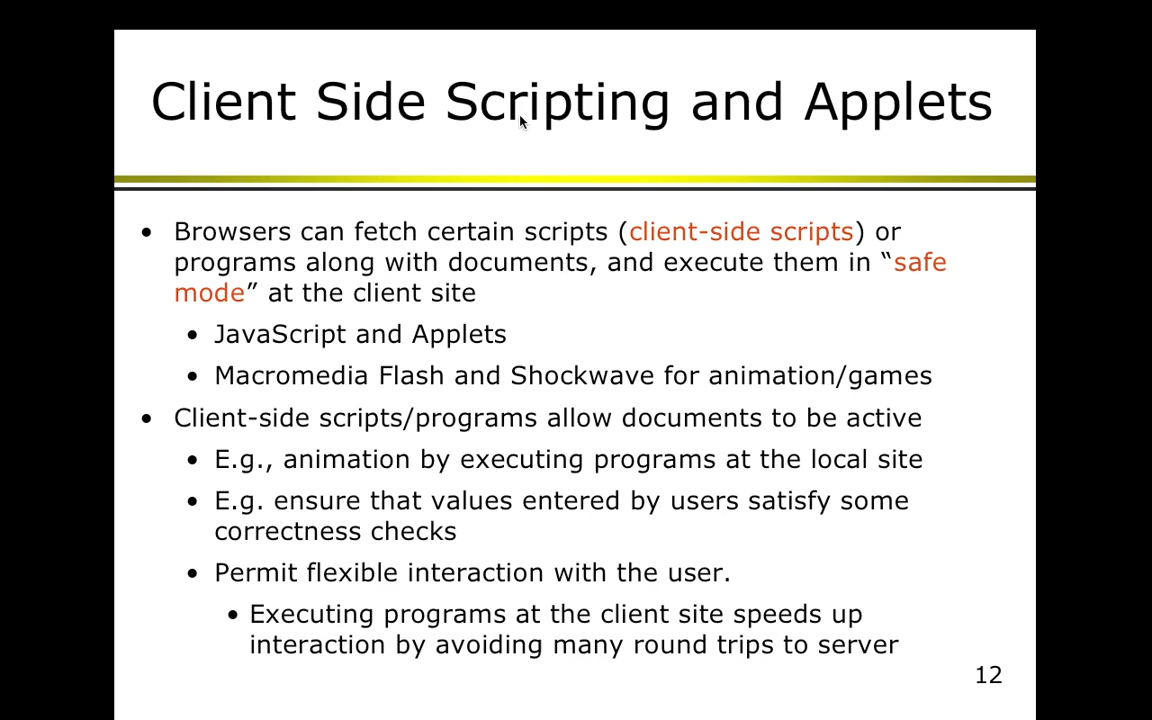 Client Side Scripting and Applets
• Browsers can fetch certain scripts (client-side scripts) or
programs along with documents, and execute them in “safe
mode” at the client site
• JavaScript and Applets
• Macromedia Flash and Shockwave for animation/games
• Client-side scripts/programs allow documents to be active
• E.g., animation by executing programs at the local site
• E.g. ensure that values entered by users satisfy some
correctness checks
• Permit flexible interaction with the user.
• Executing programs at the client site speeds up
interaction by avoiding many round trips to server
12